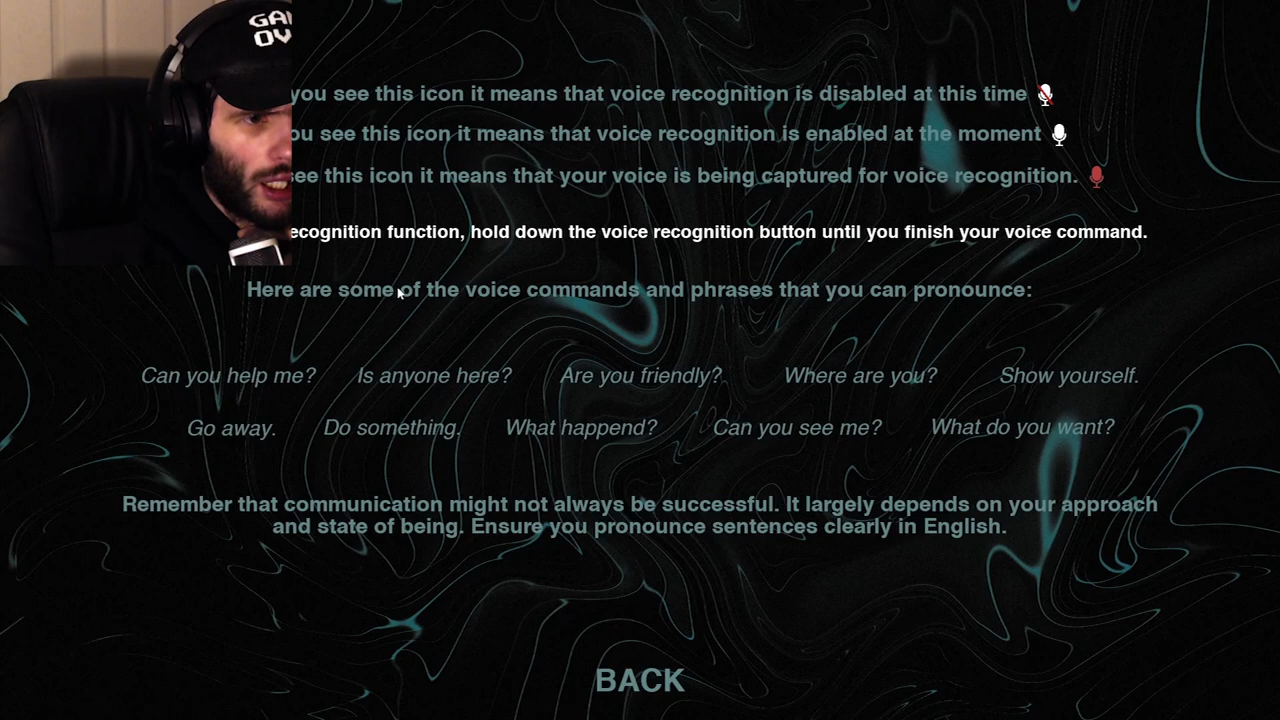 GA
OV
you see this icon it means that voice recognition is disabled at this time
ou see this icon it means that voice recognition is enabled at the moment
see this icon it means that your voice is being captured for voice recognition.
ecognition function, hold down the voice recognition button until you finish your voice command.
Here are some of the voice commands and phrases that you can pronounce:
Can you help me? Is anyone here? Are you friendly? Where are you? Show yourself.
Go away. Do something. What happend? Can you see me? What do you want?
Remember that communication might not always be successful. It largely depends on your approach
and state of being. Ensure you pronounce sentences clearly in English.
BACK